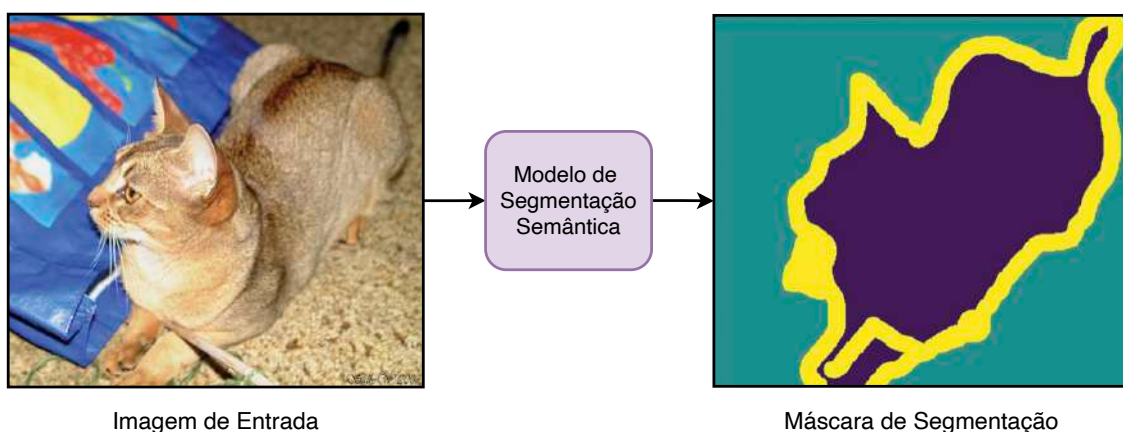 Modelo de
Segmentação
Semântica
Imagem de Entrada
Máscara de Segmentação